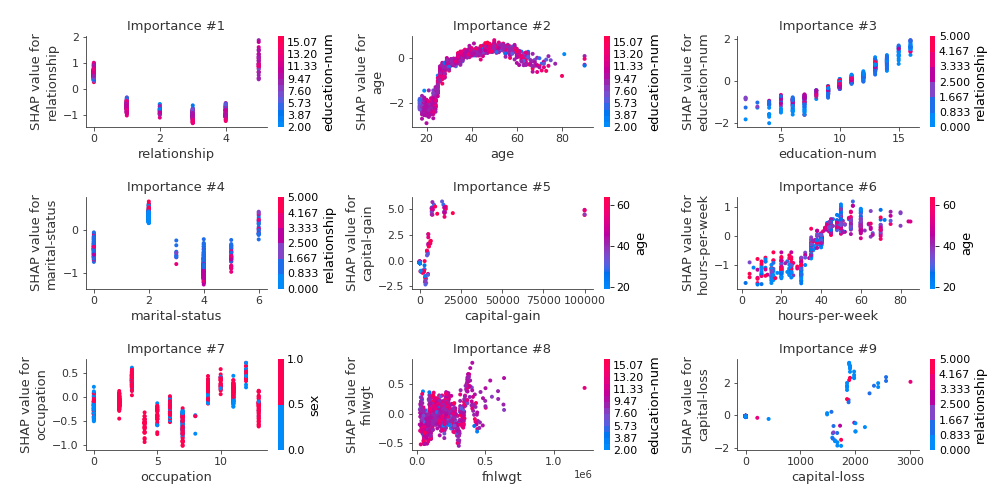 Importance #1
SHAP value for
relationship
2
1
0
−1
0
2
4
relationship
15.07
13.20
11.33
9.47
7.60
5.73
3.87
2.00
education-num
Importance #2
SHAP value for
age
0
−2
20
40
60
80
age
15.07
13.20
11.33
9.47
7.60
5.73
3.87
2.00
education-num
Importance #3
SHAP value for
education-num
2
0
−2
5
10
15
education-num
5.000
4.167
3.333
2.500
1.667
0.833
0.000
relationship
Importance #4
SHAP value for
marital-status
0
−1
0
2
4
6
marital-status
5.000
4.167
3.333
2.500
1.667
0.833
0.000
relationship
Importance #5
SHAP value for
capital-gain
5.0
2.5
0.0
−2.5
0
25000
50000
75000
100000
capital-gain
60
40
20
age
Importance #6
SHAP value for
hours-per-week
1
0
−1
0
20
40
60
80
hours-per-week
60
40
20
age
Importance #7
SHAP value for
occupation
0.5
0.0
−0.5
−1.0
0
5
10
occupation
1.0
0.5
0.0
sex
Importance #8
SHAP value for
fnlwgt
0.5
0.0
−0.5
0.0
0.5
1.0
1e6
fnlwgt
15.07
13.20
11.33
9.47
7.60
5.73
3.87
2.00
education-num
Importance #9
SHAP value for
capital-loss
2
0
−2
0
1000
2000
3000
capital-loss
5.000
4.167
3.333
2.500
1.667
0.833
0.000
relationship